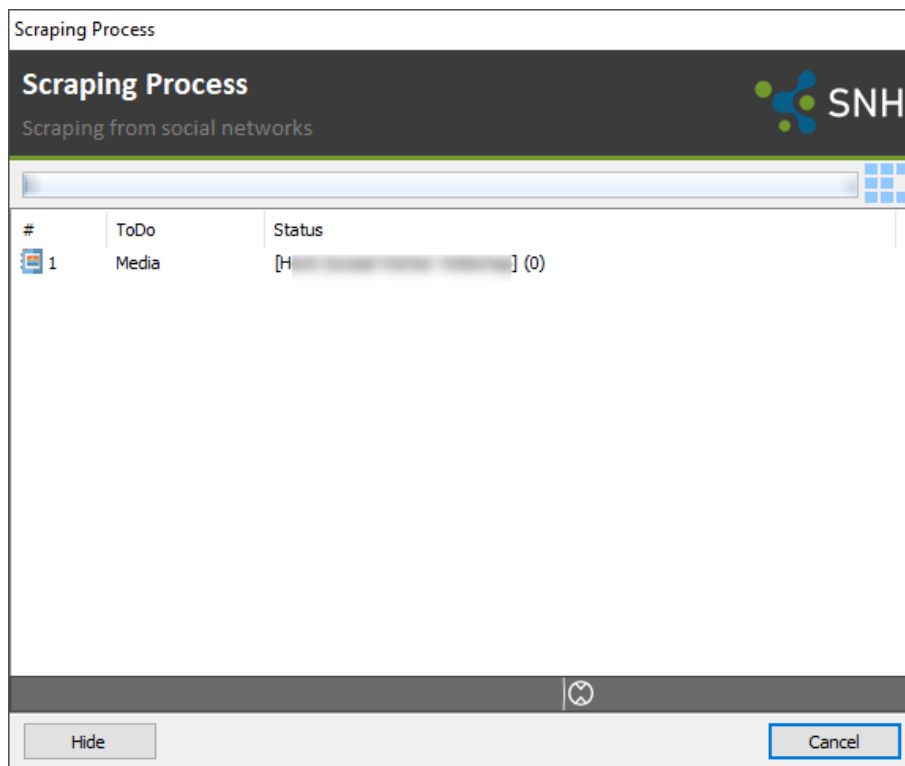 Scraping Process
Scraping Process
Scraping from social networks
SNH
# ToDo Status
1 Media [H ] (0)
Hide Cancel